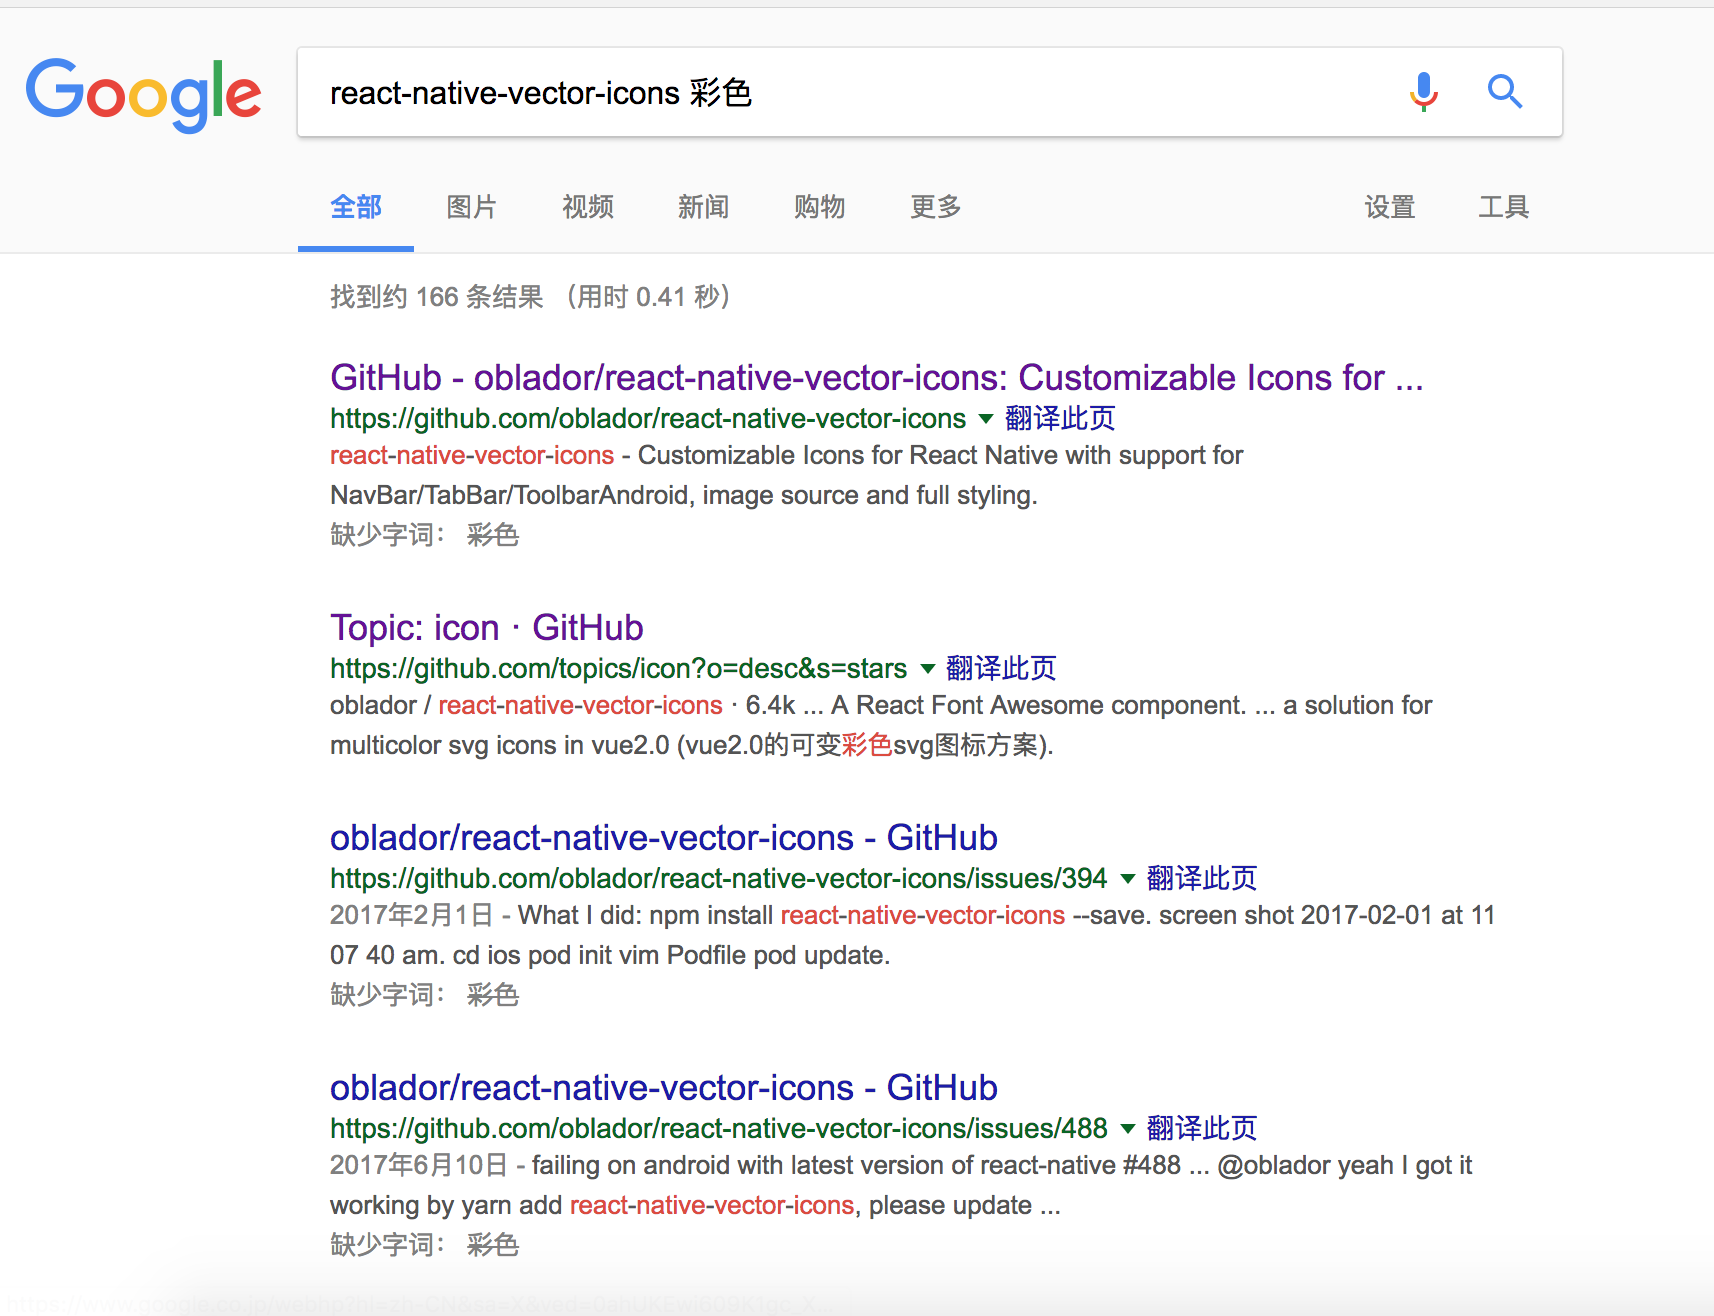 Google
react-native-vector-icons 彩色
全部 图片 视频 新闻 购物 更多 设置 工具
找到约 166 条结果 （用时 0.41 秒）
GitHub - oblador/react-native-vector-icons: Customizable Icons for ...
https://github.com/oblador/react-native-vector-icons 翻译此页
react-native-vector-icons - Customizable Icons for React Native with support for
NavBar/TabBar/ToolbarAndroid, image source and full styling.
缺少字词： 彩色
Topic: icon · GitHub
https://github.com/topics/icon?o=desc&s=stars 翻译此页
oblador / react-native-vector-icons · 6.4k ... A React Font Awesome component. ... a solution for
multicolor svg icons in vue2.0 (vue2.0的可变彩色svg图标方案).
oblador/react-native-vector-icons - GitHub
https://github.com/oblador/react-native-vector-icons/issues/394 翻译此页
2017年2月1日 - What I did: npm install react-native-vector-icons --save. screen shot 2017-02-01 at 11
07 40 am. cd ios pod init vim Podfile pod update.
缺少字词： 彩色
oblador/react-native-vector-icons - GitHub
https://github.com/oblador/react-native-vector-icons/issues/488 翻译此页
2017年6月10日 - failing on android with latest version of react-native #488 ... @oblador yeah I got it
working by yarn add react-native-vector-icons, please update ...
缺少字词： 彩色